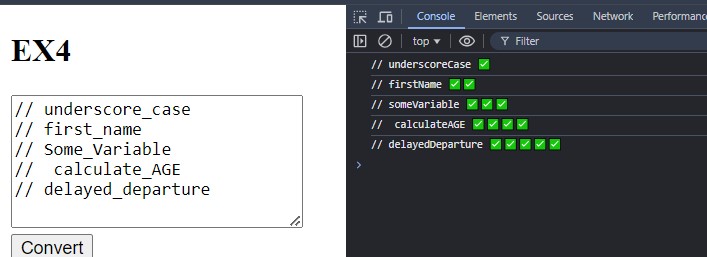 EX4
// underscore_case
// first_name
// Some_Variable
//  calculate_AGE
// delayed_departure
Convert
Console Elements Sources Network Performanc
top ▼ Filter
// underscoreCase ✅
// firstName ✅✅
// someVariable ✅✅✅
//  calculateAGE ✅✅✅✅
// delayedDeparture ✅✅✅✅✅
>